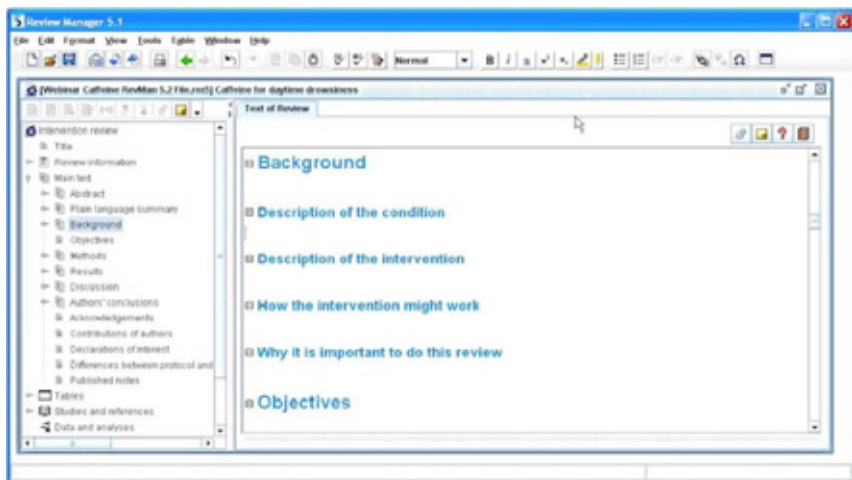 Review Manager 5.1
File Edit Format View Tools Table Window Help
Normal
B I
[Webinar Caffeine RevMan 5.2 File.rm5] Caffeine for daytime drowsiness
Text of Review
Intervention review
Title
Review information
Main text
Abstract
Plain language summary
Background
Objectives
Methods
Results
Discussion
Authors' conclusions
Acknowledgements
Contributions of authors
Declarations of interest
Differences between protocol and
Published notes
Tables
Studies and references
Data and analyses
Background
Description of the condition
Description of the intervention
How the intervention might work
Why it is important to do this review
Objectives